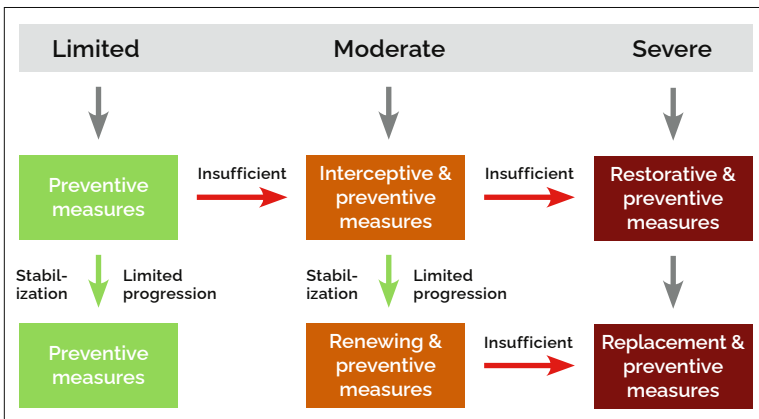 Limited
Moderate
Severe
Preventive
measures
Insufficient
Interceptive &
preventive
measures
Insufficient
Restorative &
preventive
measures
Stabil-
ization
Limited
progression
Stabil-
ization
Limited
progression
Preventive
measures
Renewing &
preventive
measures
Insufficient
Replacement &
preventive
measures